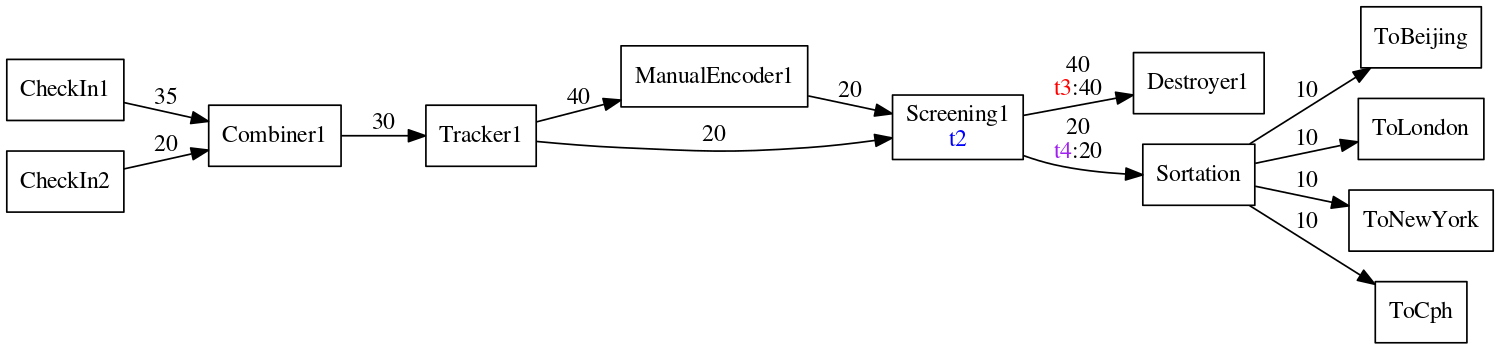 CheckIn1
35
CheckIn2
20
Combiner1
30
Tracker1
40
20
ManualEncoder1
20
Screening1
t2
40
t3:40
20
t4:20
Destroyer1
Sortation
10
10
10
10
ToBeijing
ToLondon
ToNewYork
ToCph